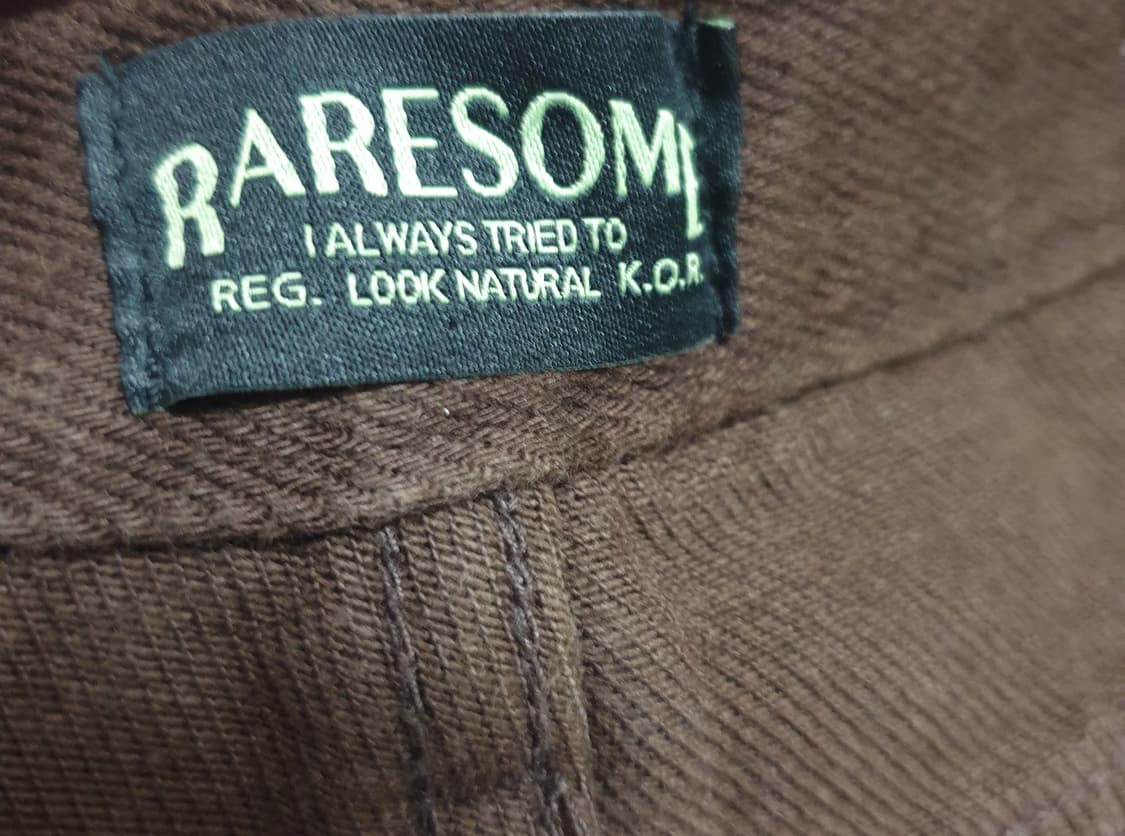 RARESOME
I ALWAYS TRIED TO
REG. LOOK NATURAL K.O.R.